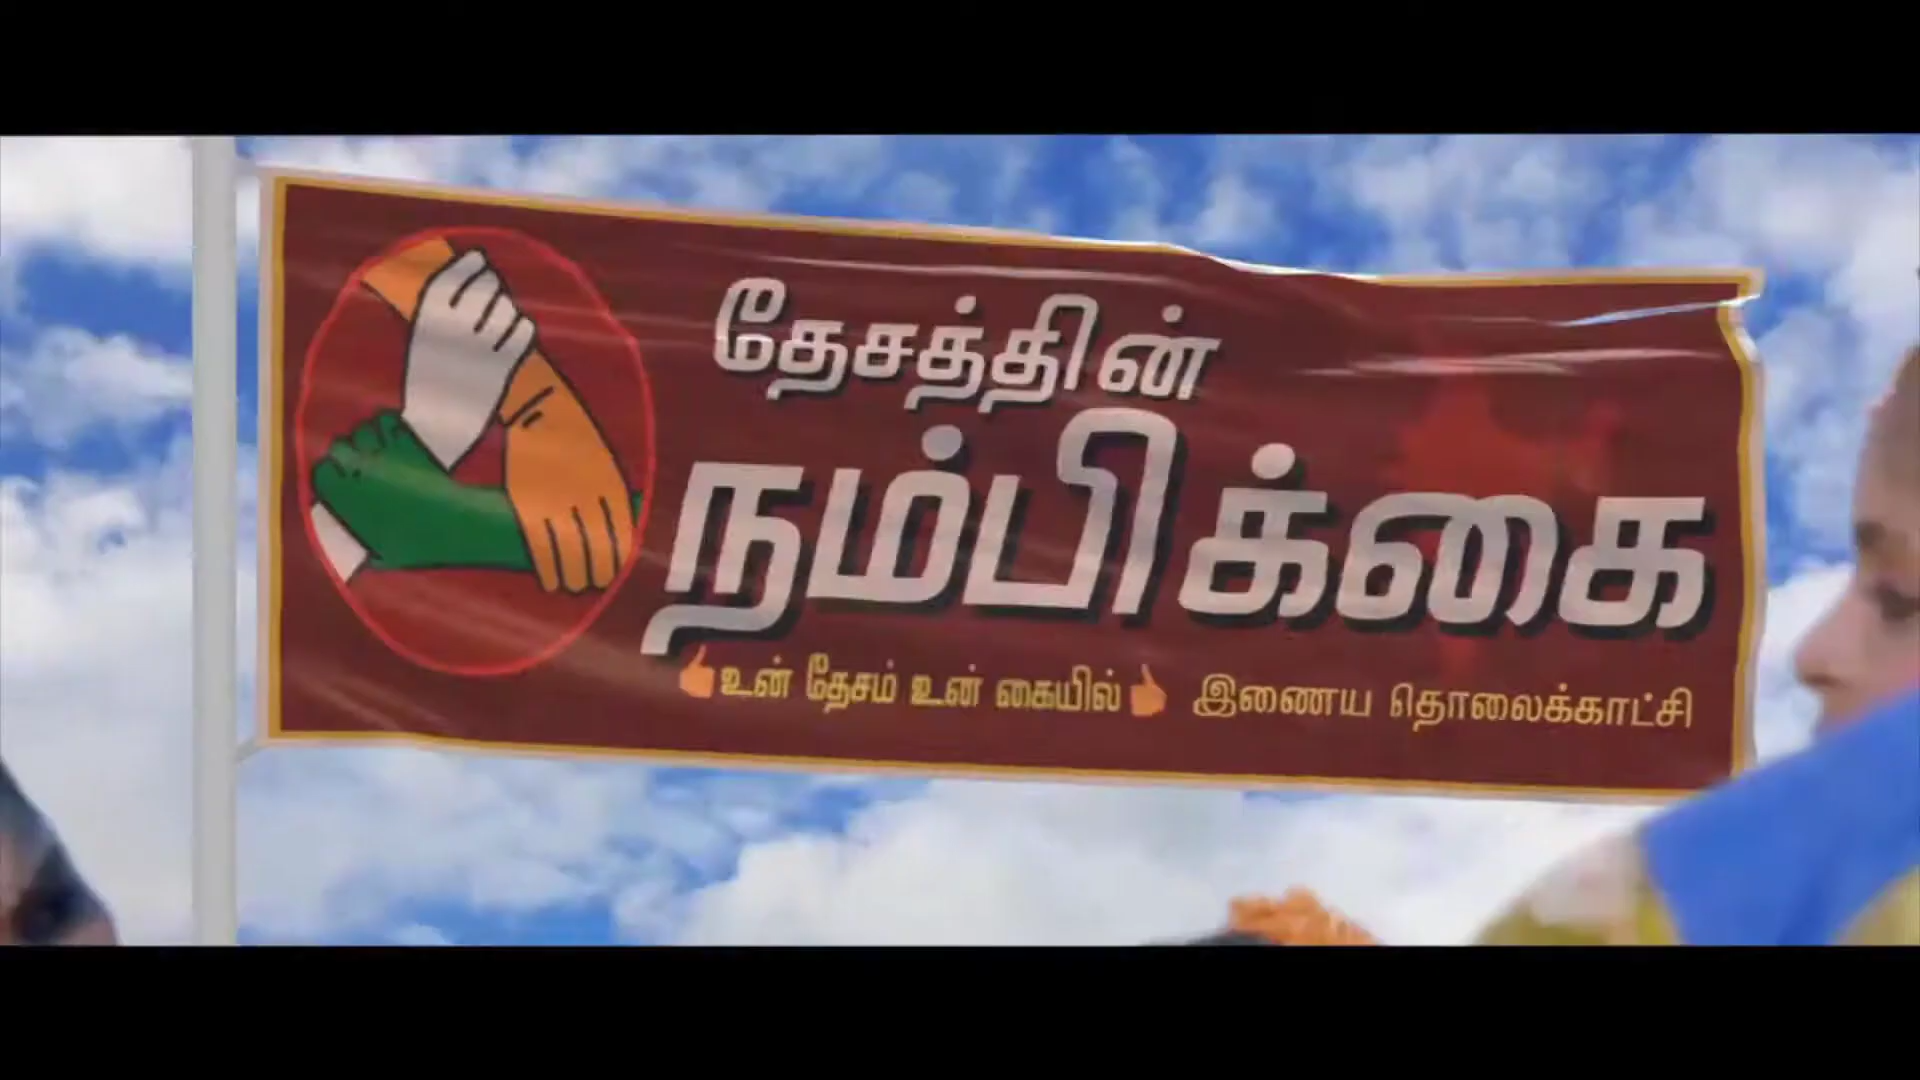 தேசத்தின்
நம்பிக்கை
உன் தேசம் உன் கையில் இணைய தொலைக்காட்சி